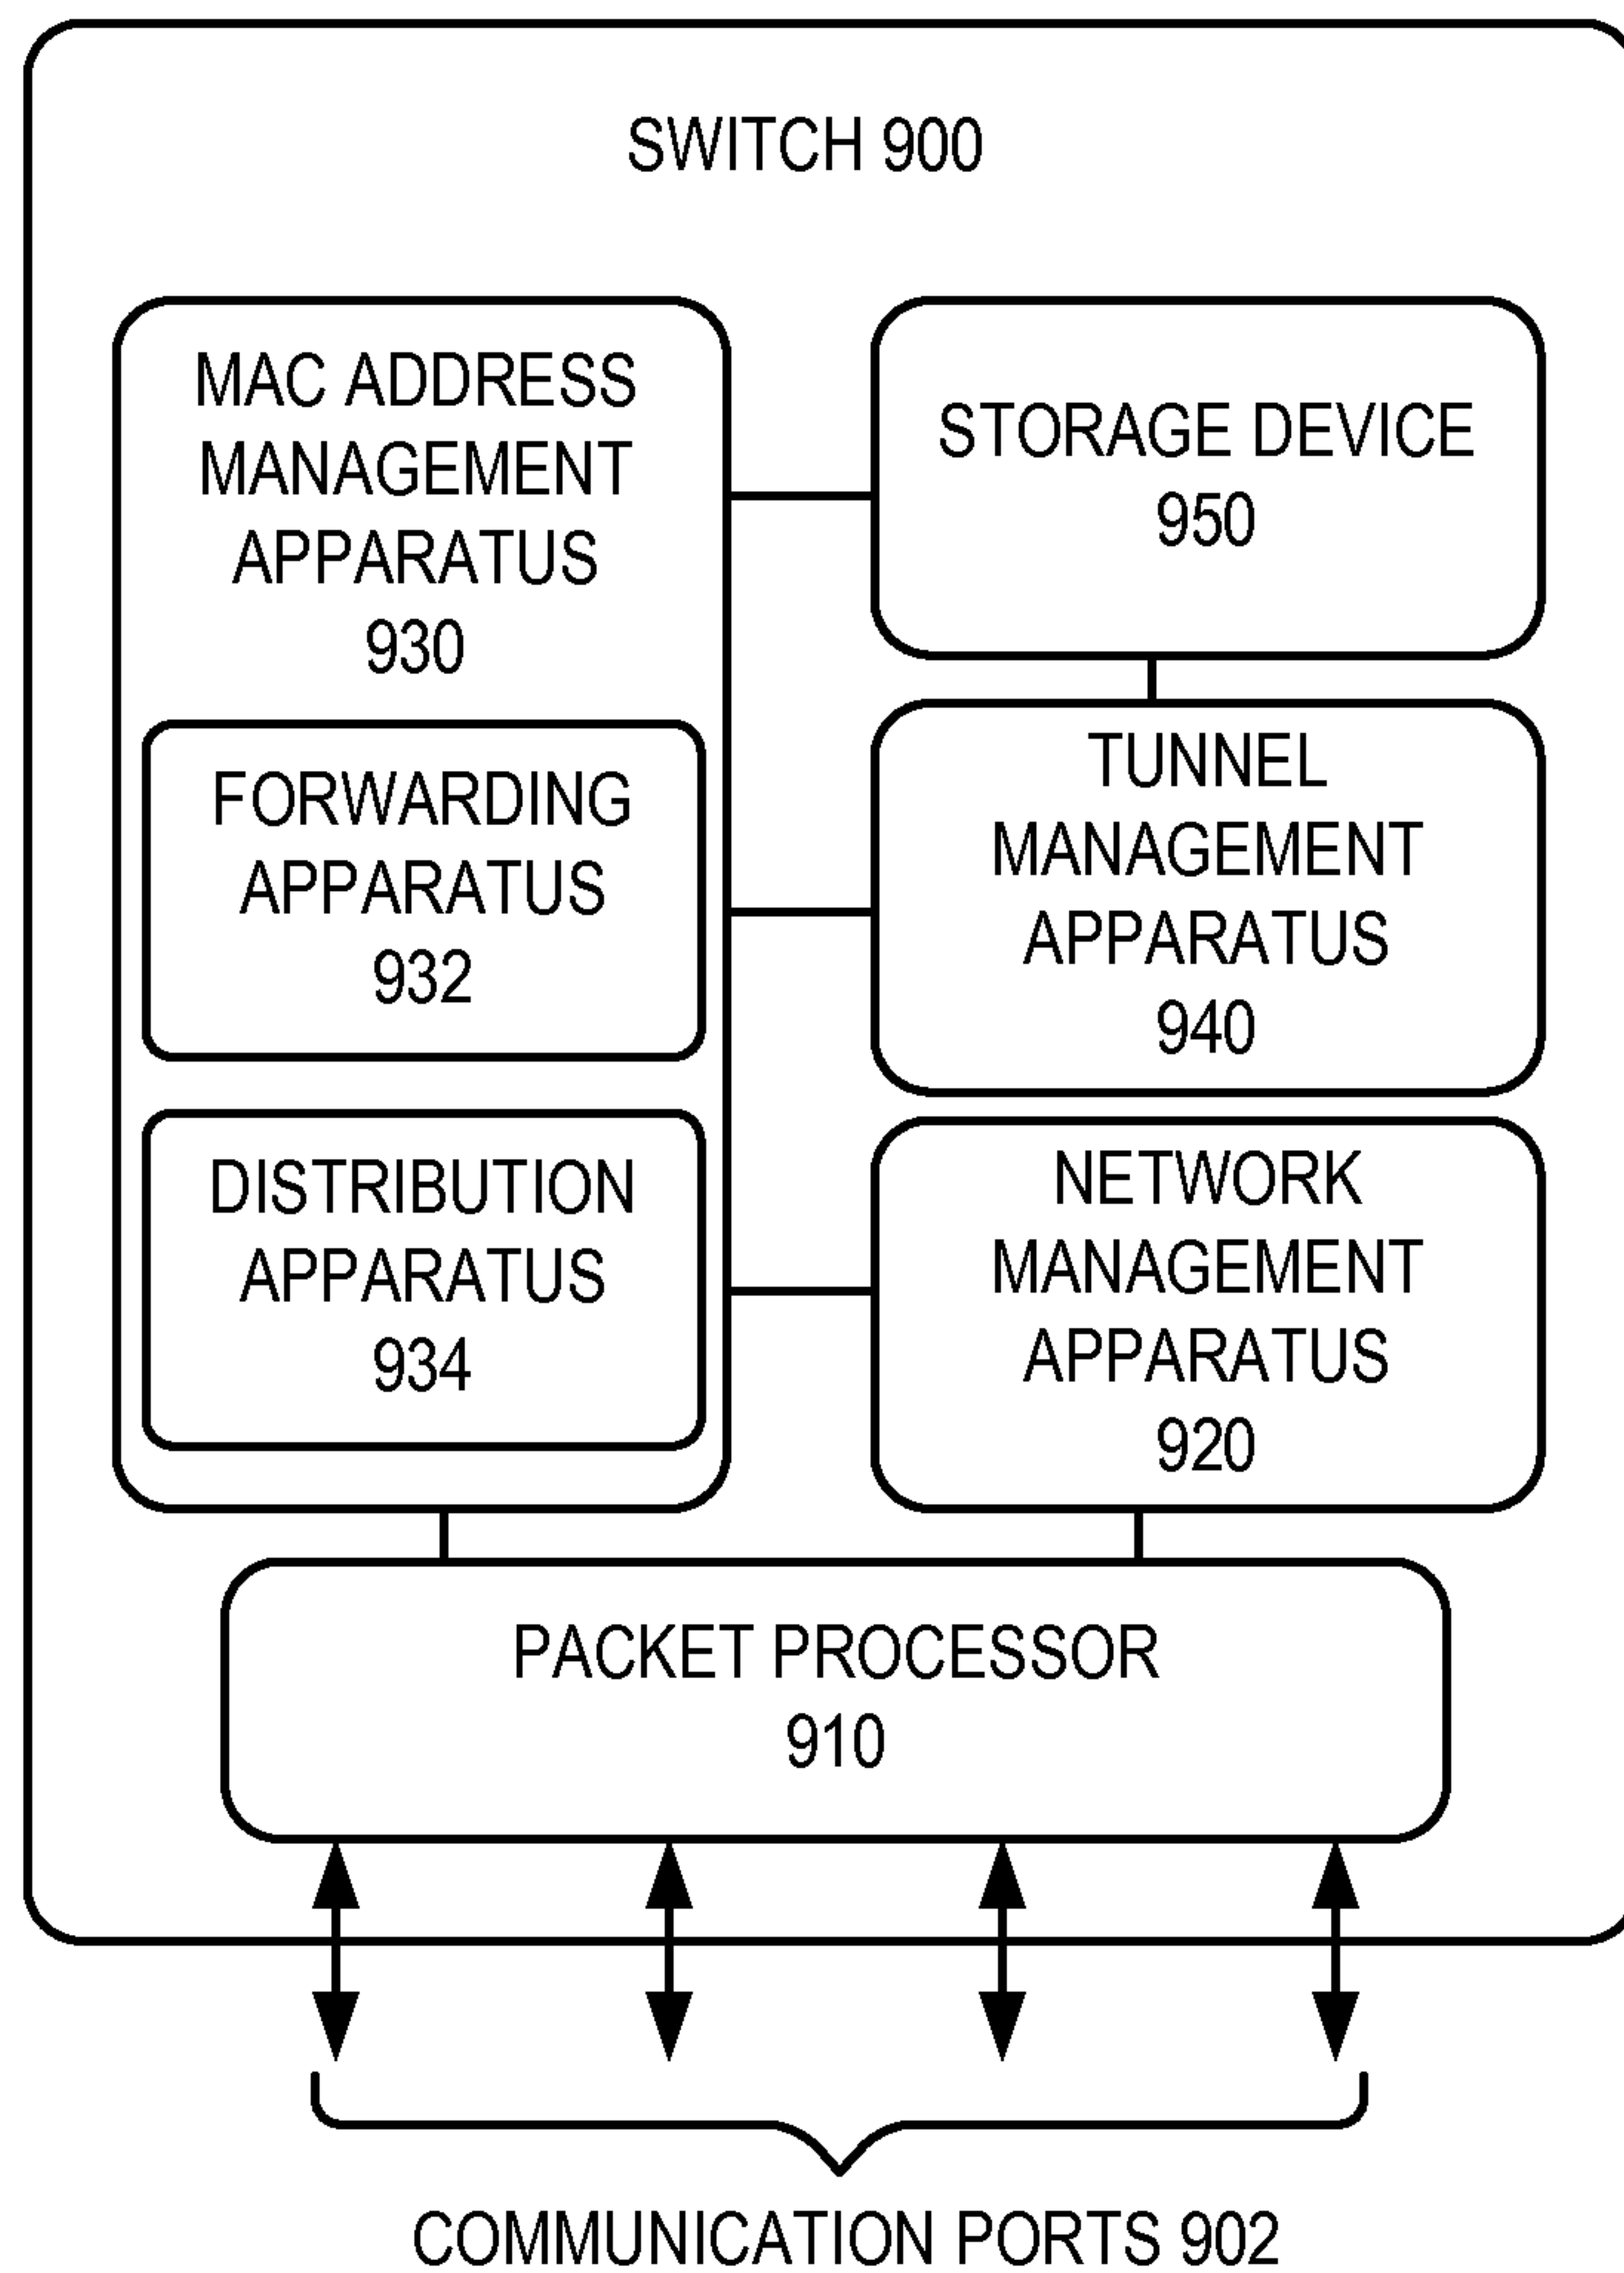 SWITCH 900
MAC ADDRESS
MANAGEMENT
APPARATUS
930
FORWARDING
APPARATUS
932
DISTRIBUTION
APPARATUS
934
STORAGE DEVICE
950
TUNNEL
MANAGEMENT
APPARATUS
940
NETWORK
MANAGEMENT
APPARATUS
920
PACKET PROCESSOR
910
COMMUNICATION PORTS 902